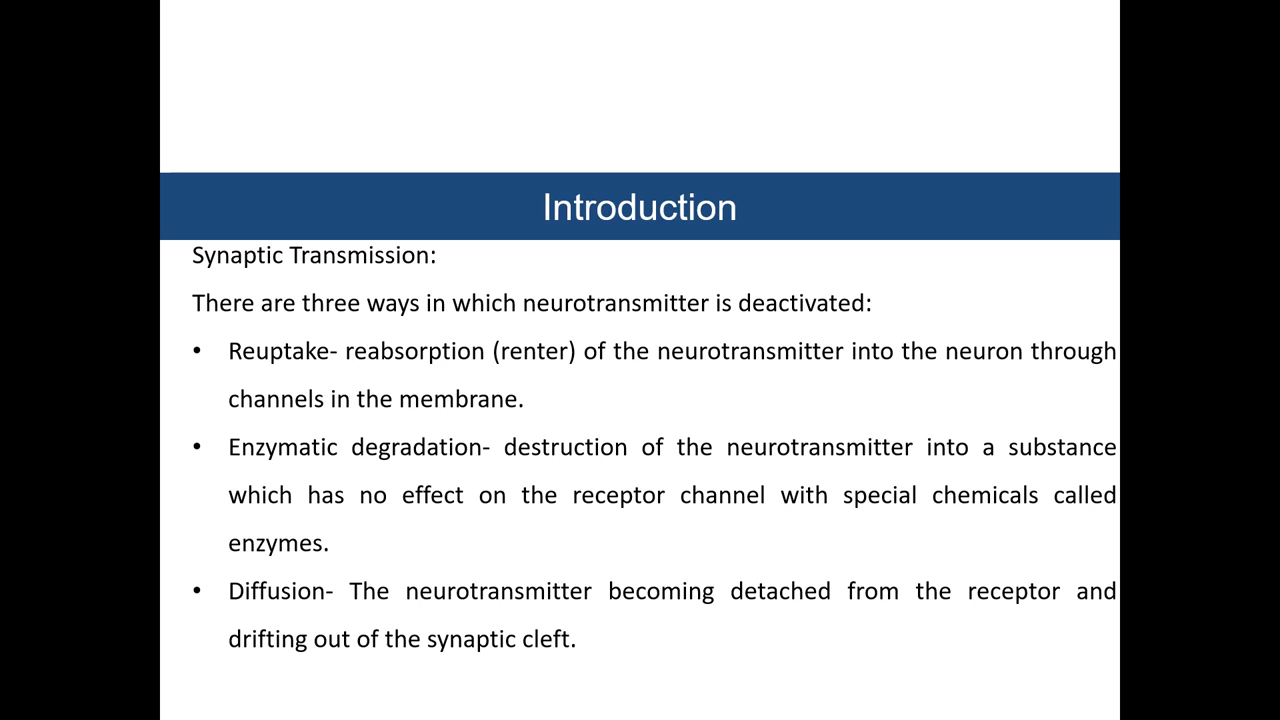 Introduction
Synaptic Transmission:
There are three ways in which neurotransmitter is deactivated:
• Reuptake- reabsorption (renter) of the neurotransmitter into the neuron through
channels in the membrane.
• Enzymatic degradation- destruction of the neurotransmitter into a substance
which has no effect on the receptor channel with special chemicals called
enzymes.
• Diffusion- The neurotransmitter becoming detached from the receptor and
drifting out of the synaptic cleft.